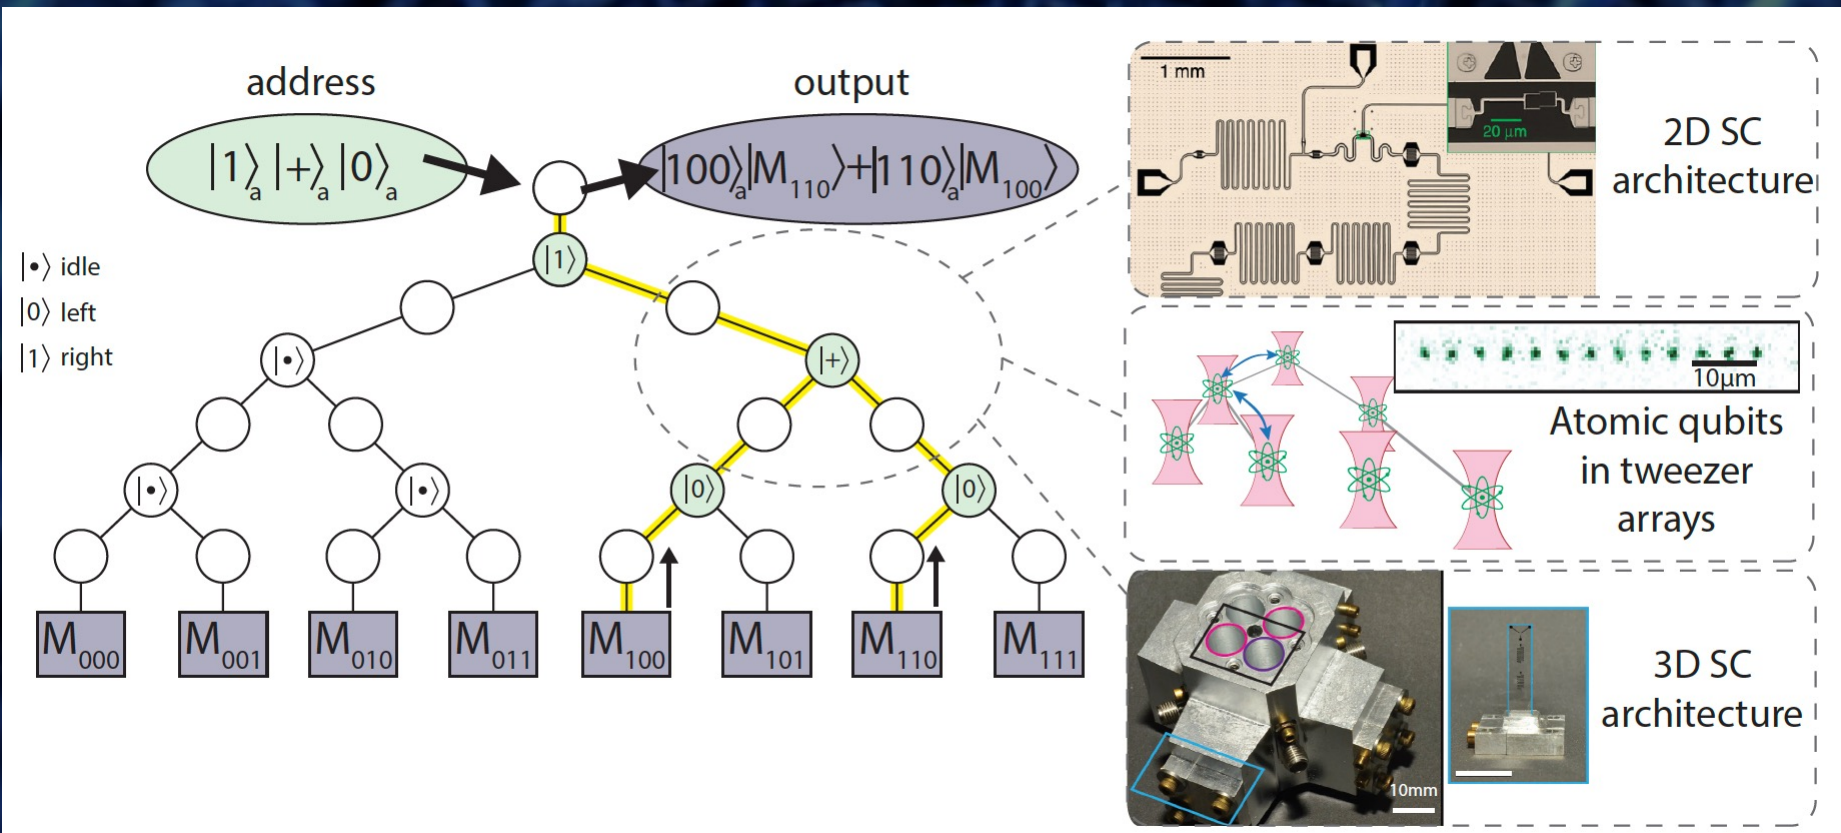 address
output
|1⟩ₐ|+⟩ₐ|0⟩ₐ
|100⟩ₐ|M₁₁₀⟩+|110⟩ₐ|M₁₀₀⟩
|•⟩ idle
|0⟩ left
|1⟩ right
|1⟩
|•⟩
|+⟩
|•⟩
|•⟩
|0⟩
|0⟩
M₀₀₀
M₀₀₁
M₀₁₀
M₀₁₁
M₁₀₀
M₁₀₁
M₁₁₀
M₁₁₁
1 mm
20 µm
2D SC
architecture
10µm
Atomic qubits
in tweezer
arrays
10mm
3D SC
architecture